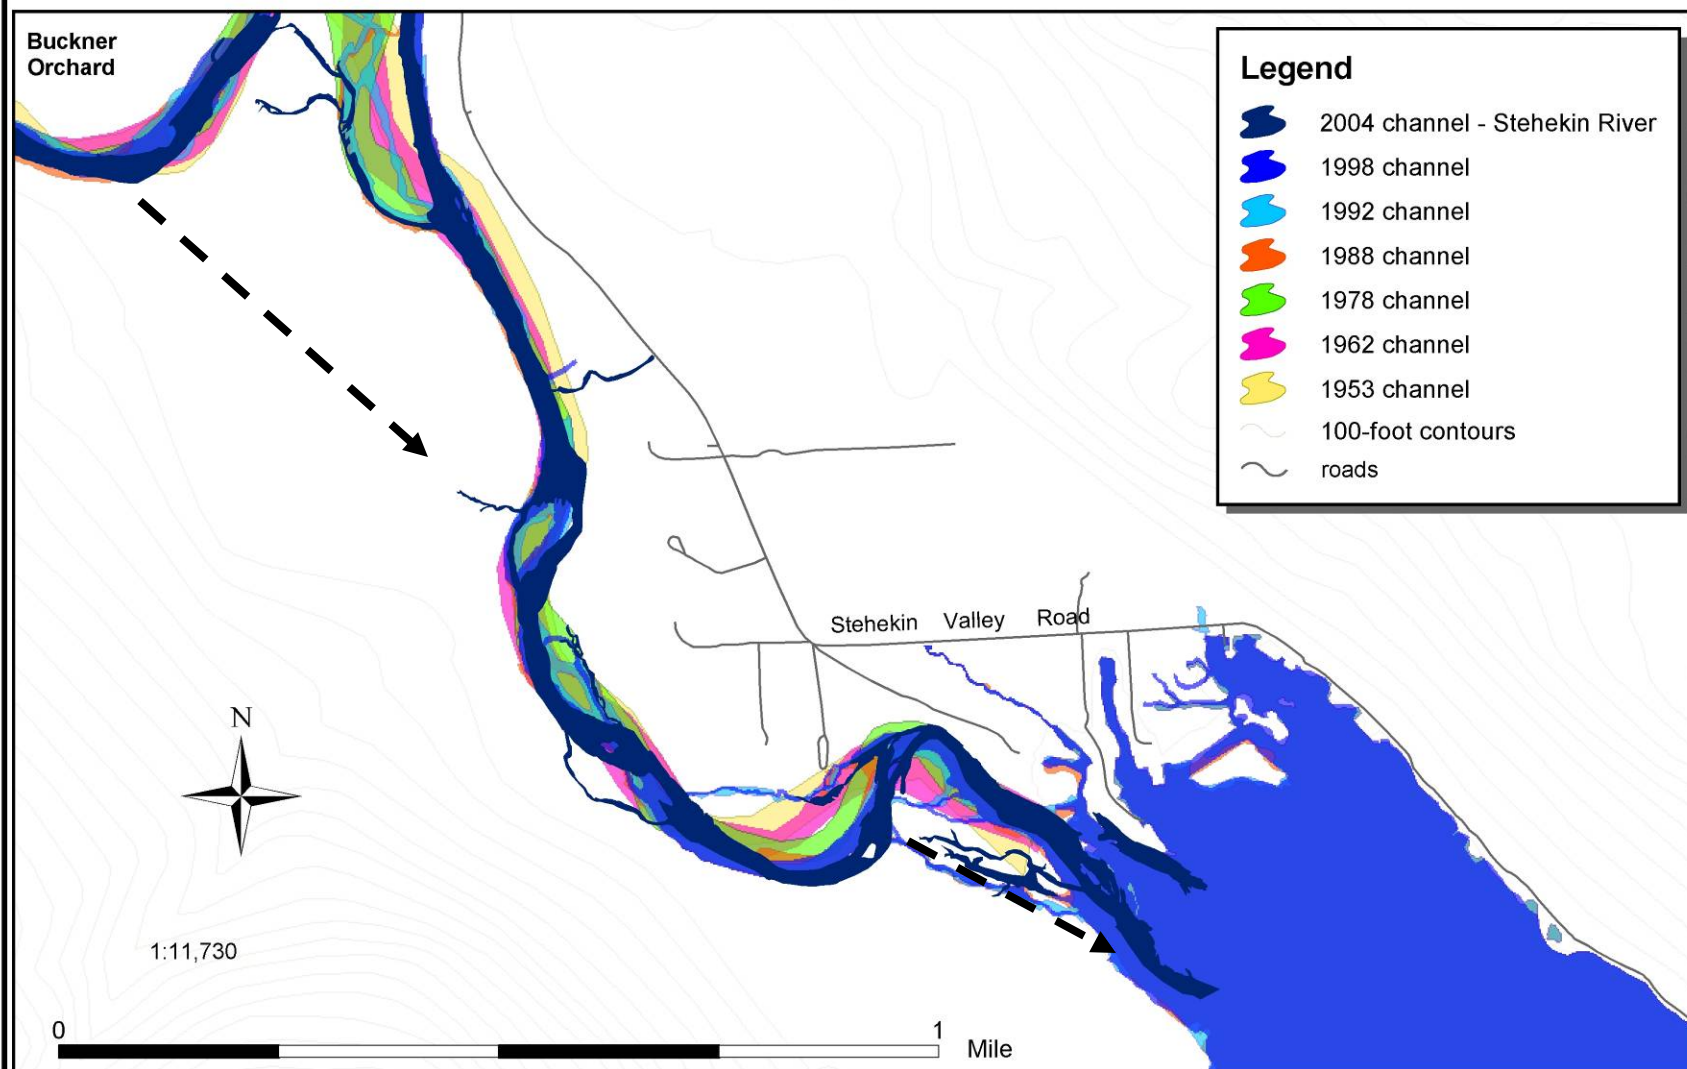 Buckner
Orchard
Legend
2004 channel - Stehekin River
1998 channel
1992 channel
1988 channel
1978 channel
1962 channel
1953 channel
100-foot contours
roads
Stehekin Valley Road
N
1:11,730
0 1
Mile